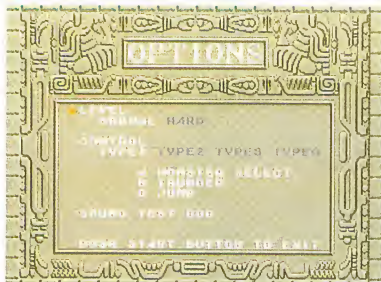 OPTIONS
LEVEL
NORMAL HARD
CONTROL
TYPE1 TYPE2 TYPE3 TYPE4
A MONSTER SELECT
B THUNDER
C JUMP
SOUND TEST 000
PUSH START BUTTON TO EXIT